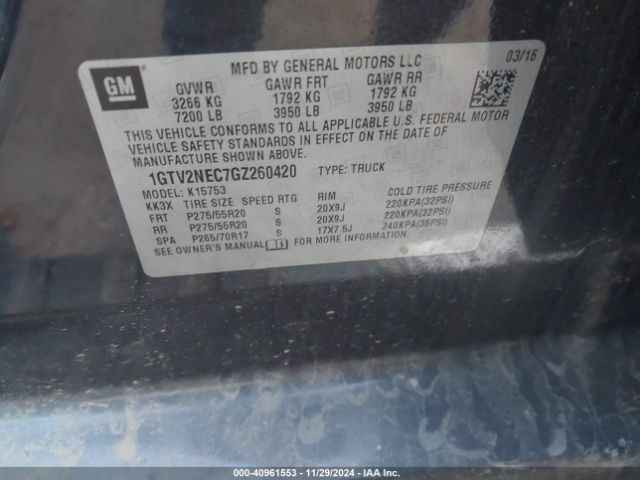 GM
MFD BY GENERAL MOTORS LLC
03/16
GVWR GAWR FRT GAWR RR
3266 KG 1792 KG 1792 KG
7200 LB 3950 LB 3950 LB
THIS VEHICLE CONFORMS TO ALL APPLICABLE U.S. FEDERAL MOTOR
VEHICLE SAFETY STANDARDS IN EFFECT ON THE DATE OF
MANUFACTURE SHOWN ABOVE.
1GTV2NEC7GZ260420 TYPE: TRUCK
MODEL: K15753
KK3X TIRE SIZE SPEED RTG RIM COLD TIRE PRESSURE
FRT P275/55R20 S 20X9J 220KPA(32PSI)
RR P275/55R20 S 20X9J 220KPA(32PSI)
SPA P265/70R17 S 17X7.5J 240KPA(35PSI)
SEE OWNER'S MANUAL FOR MORE INFORMATION.
000-40961553 - 11/29/2024 - IAA Inc.